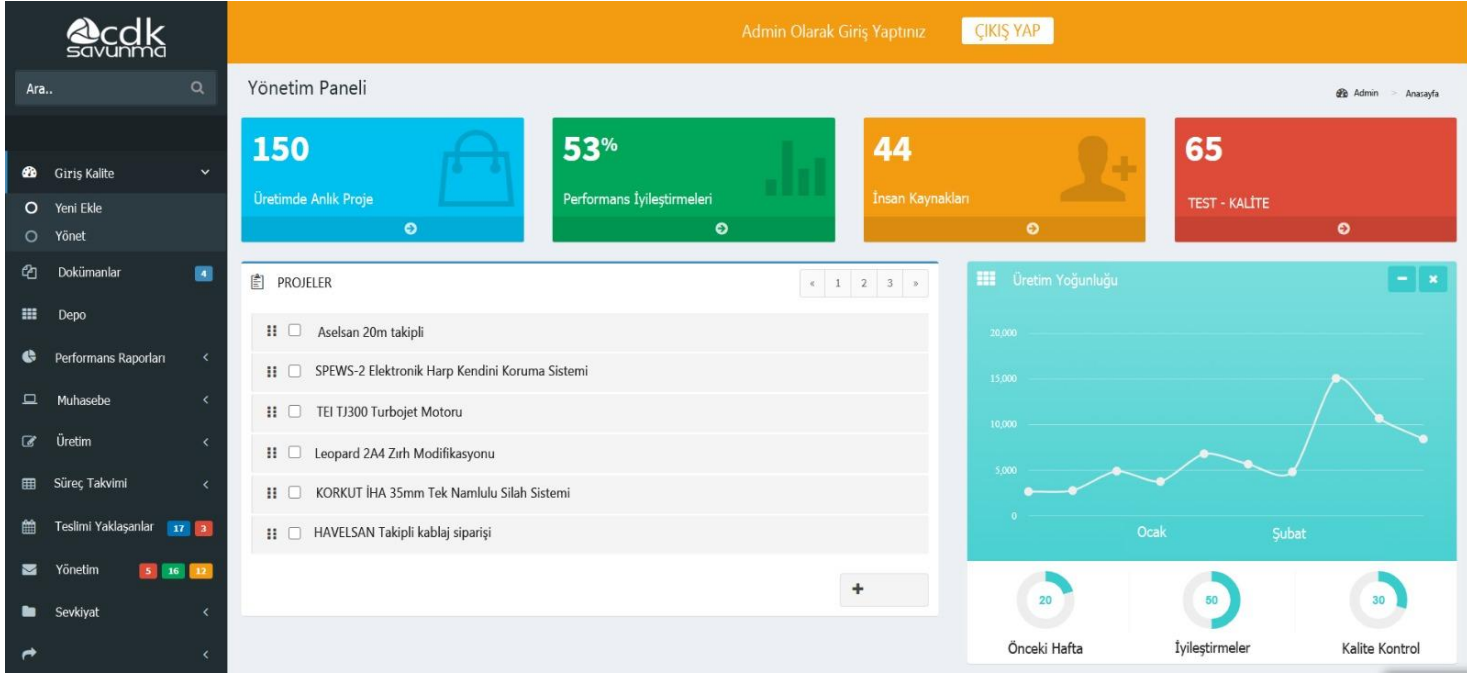 cdk
savunma
Admin Olarak Giriş Yaptınız
ÇIKIŞ YAP
Ara..
Yönetim Paneli
Admin > Anasayfa
150
Üretimde Anlık Proje
53%
Performans İyileştirmeleri
44
İnsan Kaynakları
65
TEST - KALİTE
Giriş Kalite
Yeni Ekle
Yönet
Dokümanlar 4
Depo
Performans Raporları
Muhasebe
Üretim
Süreç Takvimi
Teslimi Yaklaşanlar 17 3
Yönetim 5 16 12
Sevkiyat
PROJELER
« 1 2 3 »
Aselsan 20m takipli
SPEWS-2 Elektronik Harp Kendini Koruma Sistemi
TEI TJ300 Turbojet Motoru
Leopard 2A4 Zırh Modifikasyonu
KORKUT İHA 35mm Tek Namlulu Silah Sistemi
HAVELSAN Takipli kablaj siparişi
Üretim Yoğunluğu
20,000
15,000
10,000
5,000
0
Ocak Şubat
20 50 30
Önceki Hafta İyileştirmeler Kalite Kontrol